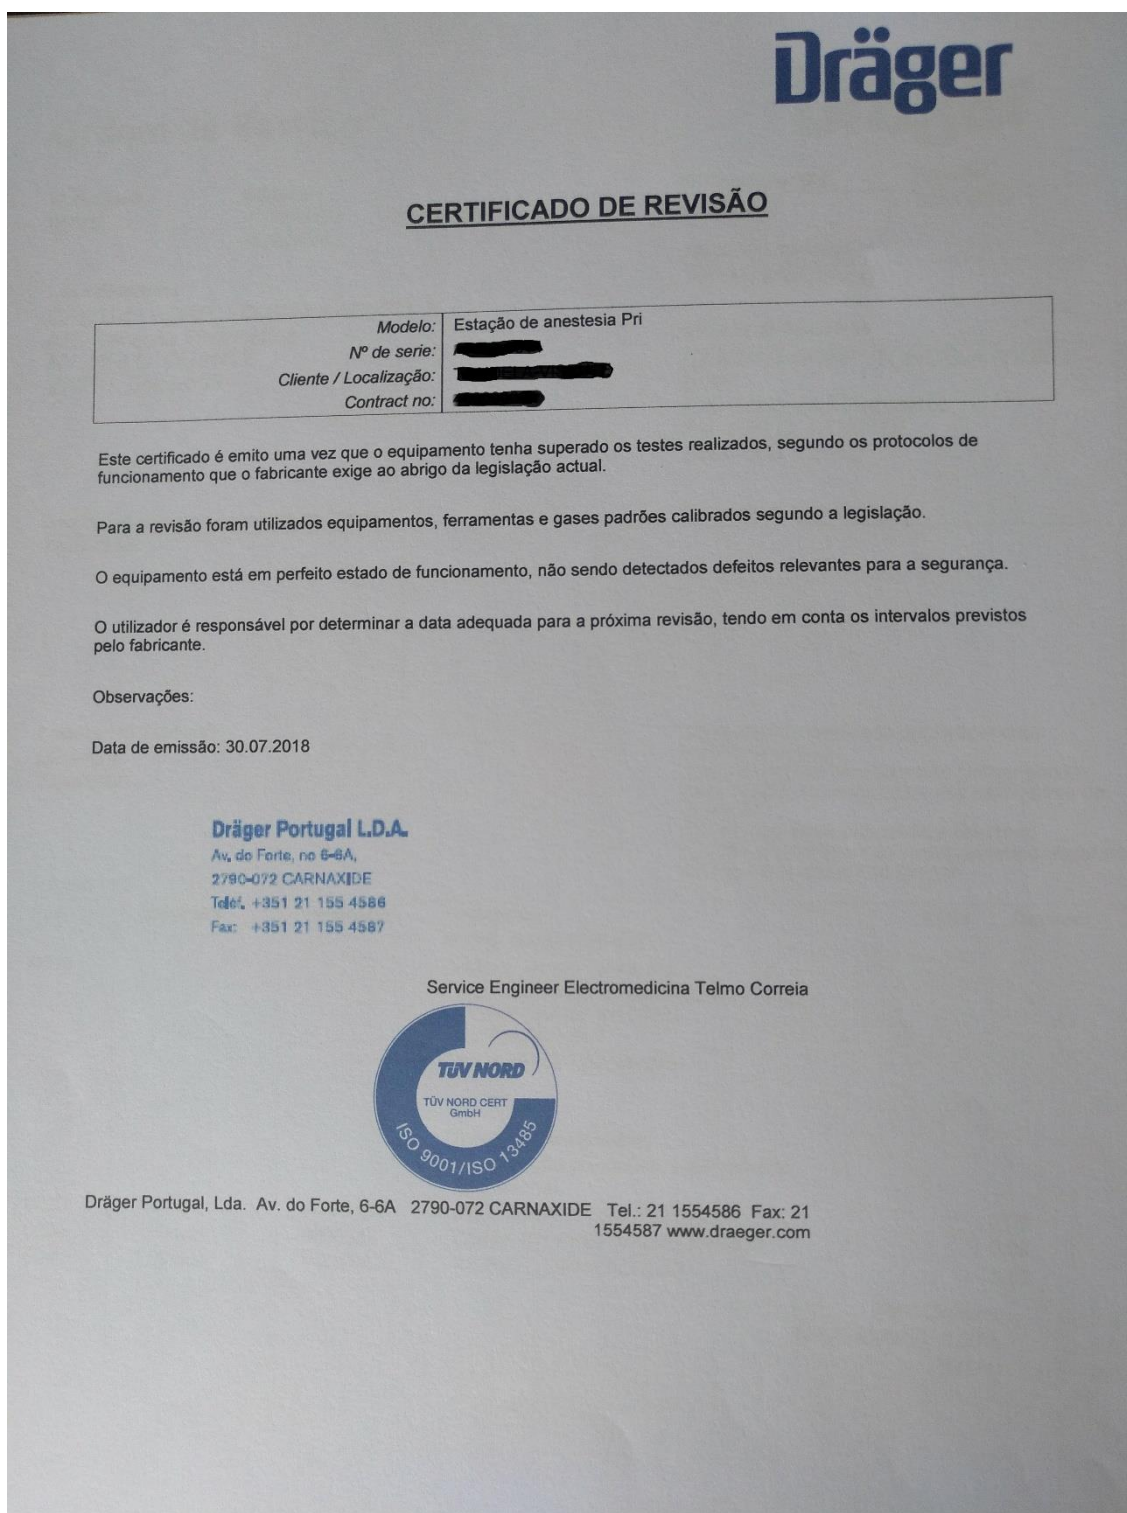 Dräger
CERTIFICADO DE REVISÃO
Modelo: Estação de anestesia Pri
Nº de serie:
Cliente / Localização:
Contract no:
Este certificado é emito uma vez que o equipamento tenha superado os testes realizados, segundo os protocolos de
funcionamento que o fabricante exige ao abrigo da legislação actual.
Para a revisão foram utilizados equipamentos, ferramentas e gases padrões calibrados segundo a legislação.
O equipamento está em perfeito estado de funcionamento, não sendo detectados defeitos relevantes para a segurança.
O utilizador é responsável por determinar a data adequada para a próxima revisão, tendo em conta os intervalos previstos
pelo fabricante.
Observações:
Data de emissão: 30.07.2018
Dräger Portugal L.D.A.
Av. do Forte, no 6-6A,
2790-072 CARNAXIDE
Teléf. +351 21 155 4586
Fax: +351 21 155 4587
Service Engineer Electromedicina Telmo Correia
TÜV NORD
TÜV NORD CERT
GmbH
ISO 9001/ISO 13485
Dräger Portugal, Lda. Av. do Forte, 6-6A 2790-072 CARNAXIDE Tel.: 21 1554586 Fax: 21
1554587 www.draeger.com